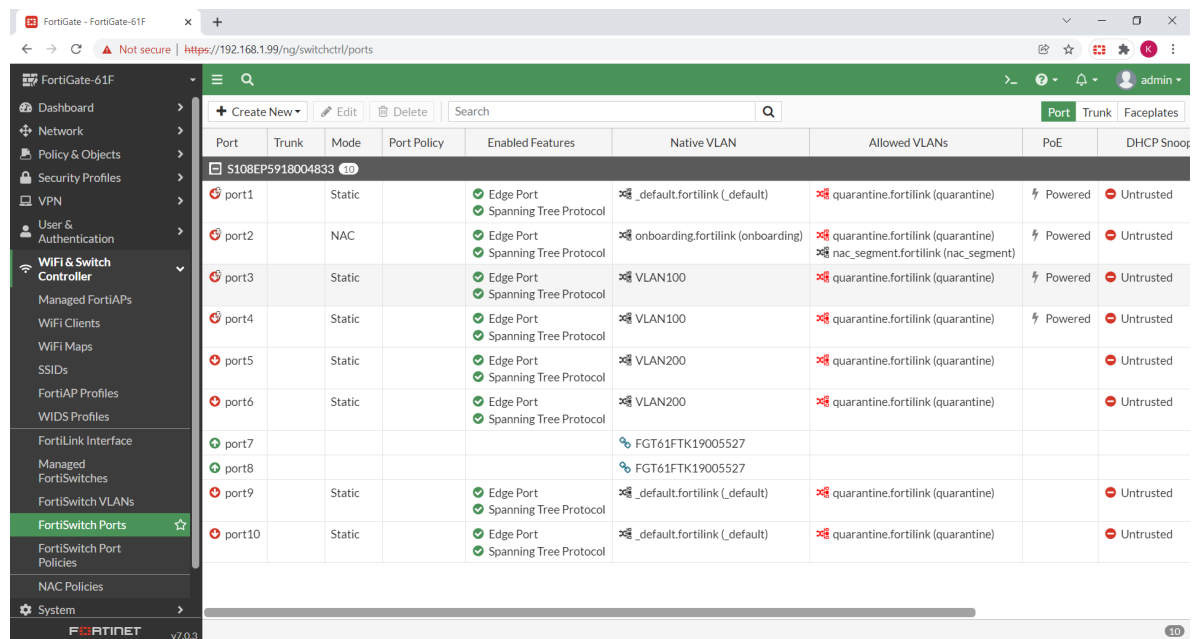 FortiGate - FortiGate-61F
Not secure | https://192.168.1.99/ng/switchctrl/ports
K
FortiGate-61F
admin
Dashboard
Network
Policy & Objects
Security Profiles
VPN
User &
Authentication
WiFi & Switch
Controller
Managed FortiAPs
WiFi Clients
WiFi Maps
SSIDs
FortiAP Profiles
WIDS Profiles
FortiLink Interface
Managed
FortiSwitches
FortiSwitch VLANs
FortiSwitch Ports
FortiSwitch Port
Policies
NAC Policies
System
FORTINET v7.0.3
Create New Edit Delete Search Port Trunk Faceplates
Port Trunk Mode Port Policy Enabled Features Native VLAN Allowed VLANs PoE DHCP Snoop
S108EP5918004833 10
port1 Static Edge Port _default.fortilink (_default) quarantine.fortilink (quarantine) Powered Untrusted
Spanning Tree Protocol
port2 NAC Edge Port onboarding.fortilink (onboarding) quarantine.fortilink (quarantine) Powered Untrusted
Spanning Tree Protocol nac_segment.fortilink (nac_segment)
port3 Static Edge Port VLAN100 quarantine.fortilink (quarantine) Powered Untrusted
Spanning Tree Protocol
port4 Static Edge Port VLAN100 quarantine.fortilink (quarantine) Powered Untrusted
Spanning Tree Protocol
port5 Static Edge Port VLAN200 quarantine.fortilink (quarantine) Untrusted
Spanning Tree Protocol
port6 Static Edge Port VLAN200 quarantine.fortilink (quarantine) Untrusted
Spanning Tree Protocol
port7 FGT61FTK19005527
port8 FGT61FTK19005527
port9 Static Edge Port _default.fortilink (_default) quarantine.fortilink (quarantine) Untrusted
Spanning Tree Protocol
port10 Static Edge Port _default.fortilink (_default) quarantine.fortilink (quarantine) Untrusted
Spanning Tree Protocol
10